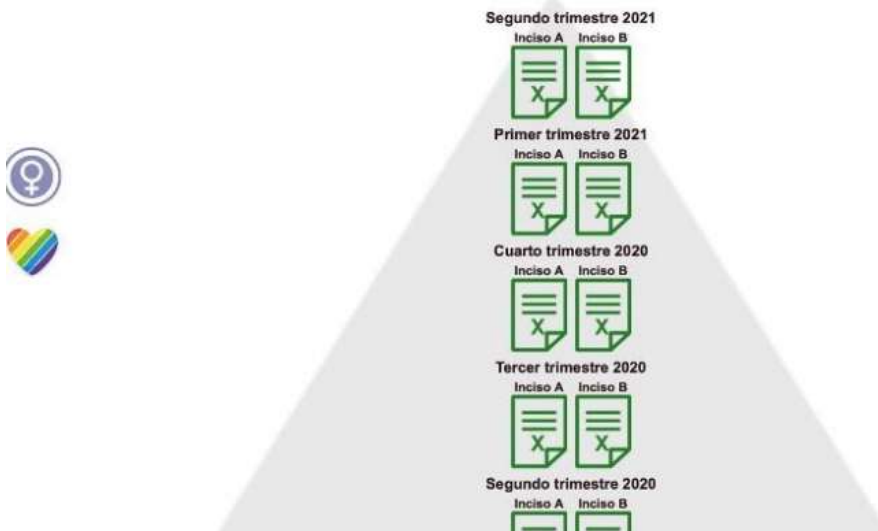 Segundo trimestre 2021
Inciso A Inciso B
X X
Primer trimestre 2021
Inciso A Inciso B
X X
Cuarto trimestre 2020
Inciso A Inciso B
X X
Tercer trimestre 2020
Inciso A Inciso B
X X
Segundo trimestre 2020
Inciso A Inciso B